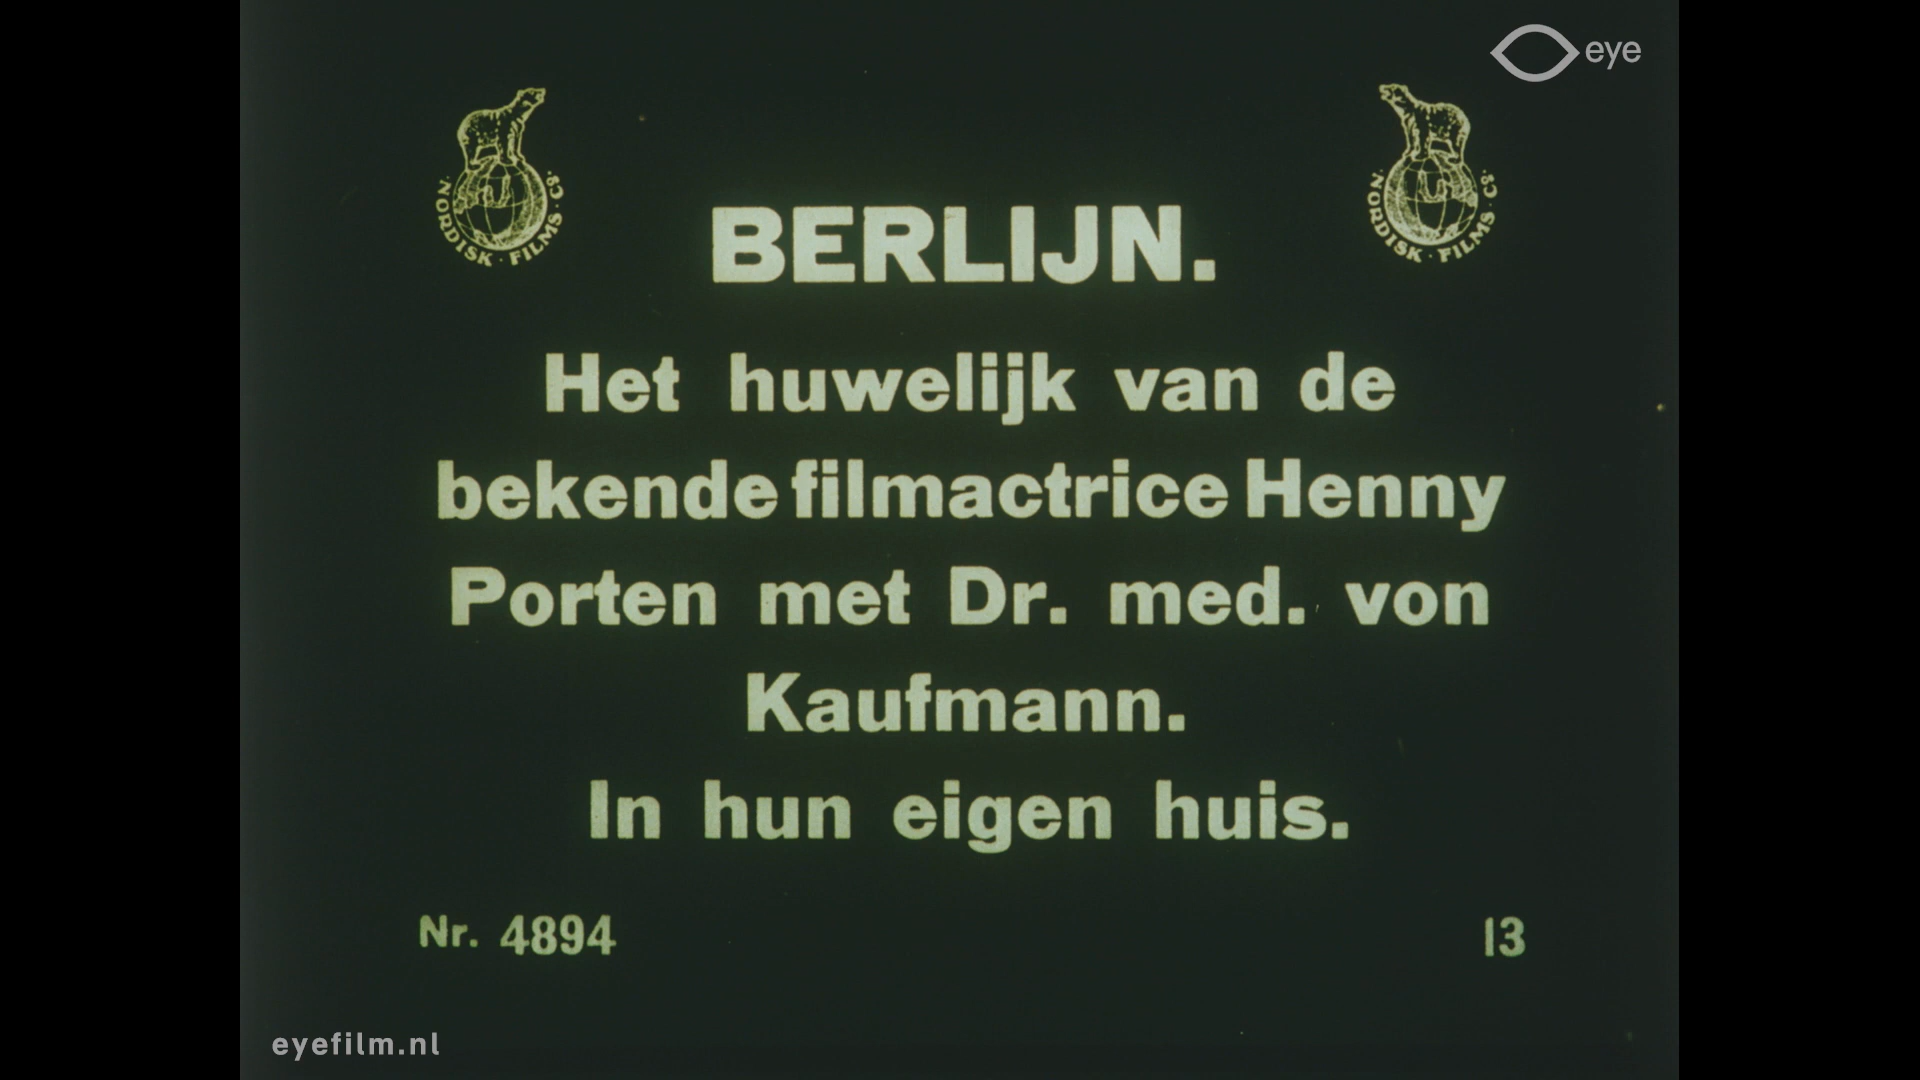 eye
NORDISK · FILMS · Co.
NORDISK · FILMS · Co.
BERLIJN.
Het huwelijk van de
bekende filmactrice Henny
Porten met Dr. med. von
Kaufmann.
In hun eigen huis.
Nr. 4894
13
eyefilm.nl